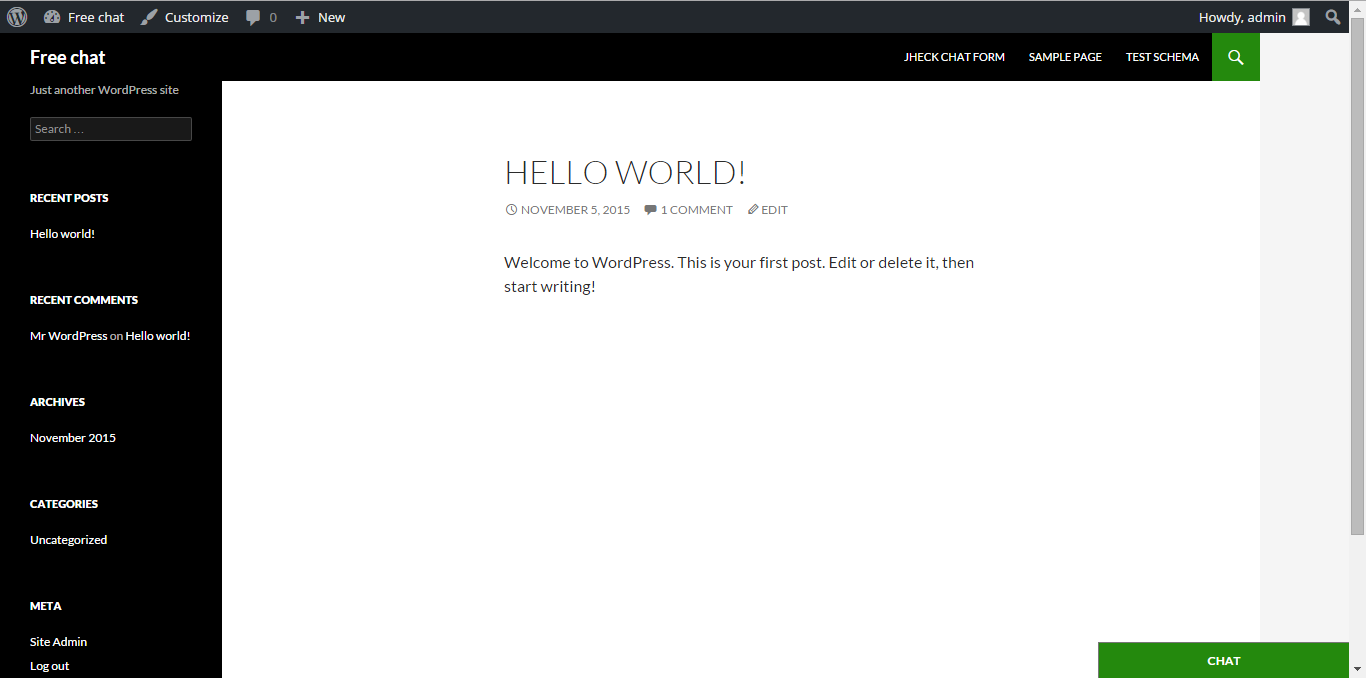 Free chat Customize 0 New Howdy, admin
Free chat JHECK CHAT FORM SAMPLE PAGE TEST SCHEMA
Just another WordPress site
Search …
RECENT POSTS
Hello world!
RECENT COMMENTS
Mr WordPress on Hello world!
ARCHIVES
November 2015
CATEGORIES
Uncategorized
META
Site Admin
Log out
HELLO WORLD!
NOVEMBER 5, 2015 1 COMMENT EDIT
Welcome to WordPress. This is your first post. Edit or delete it, then
start writing!
CHAT